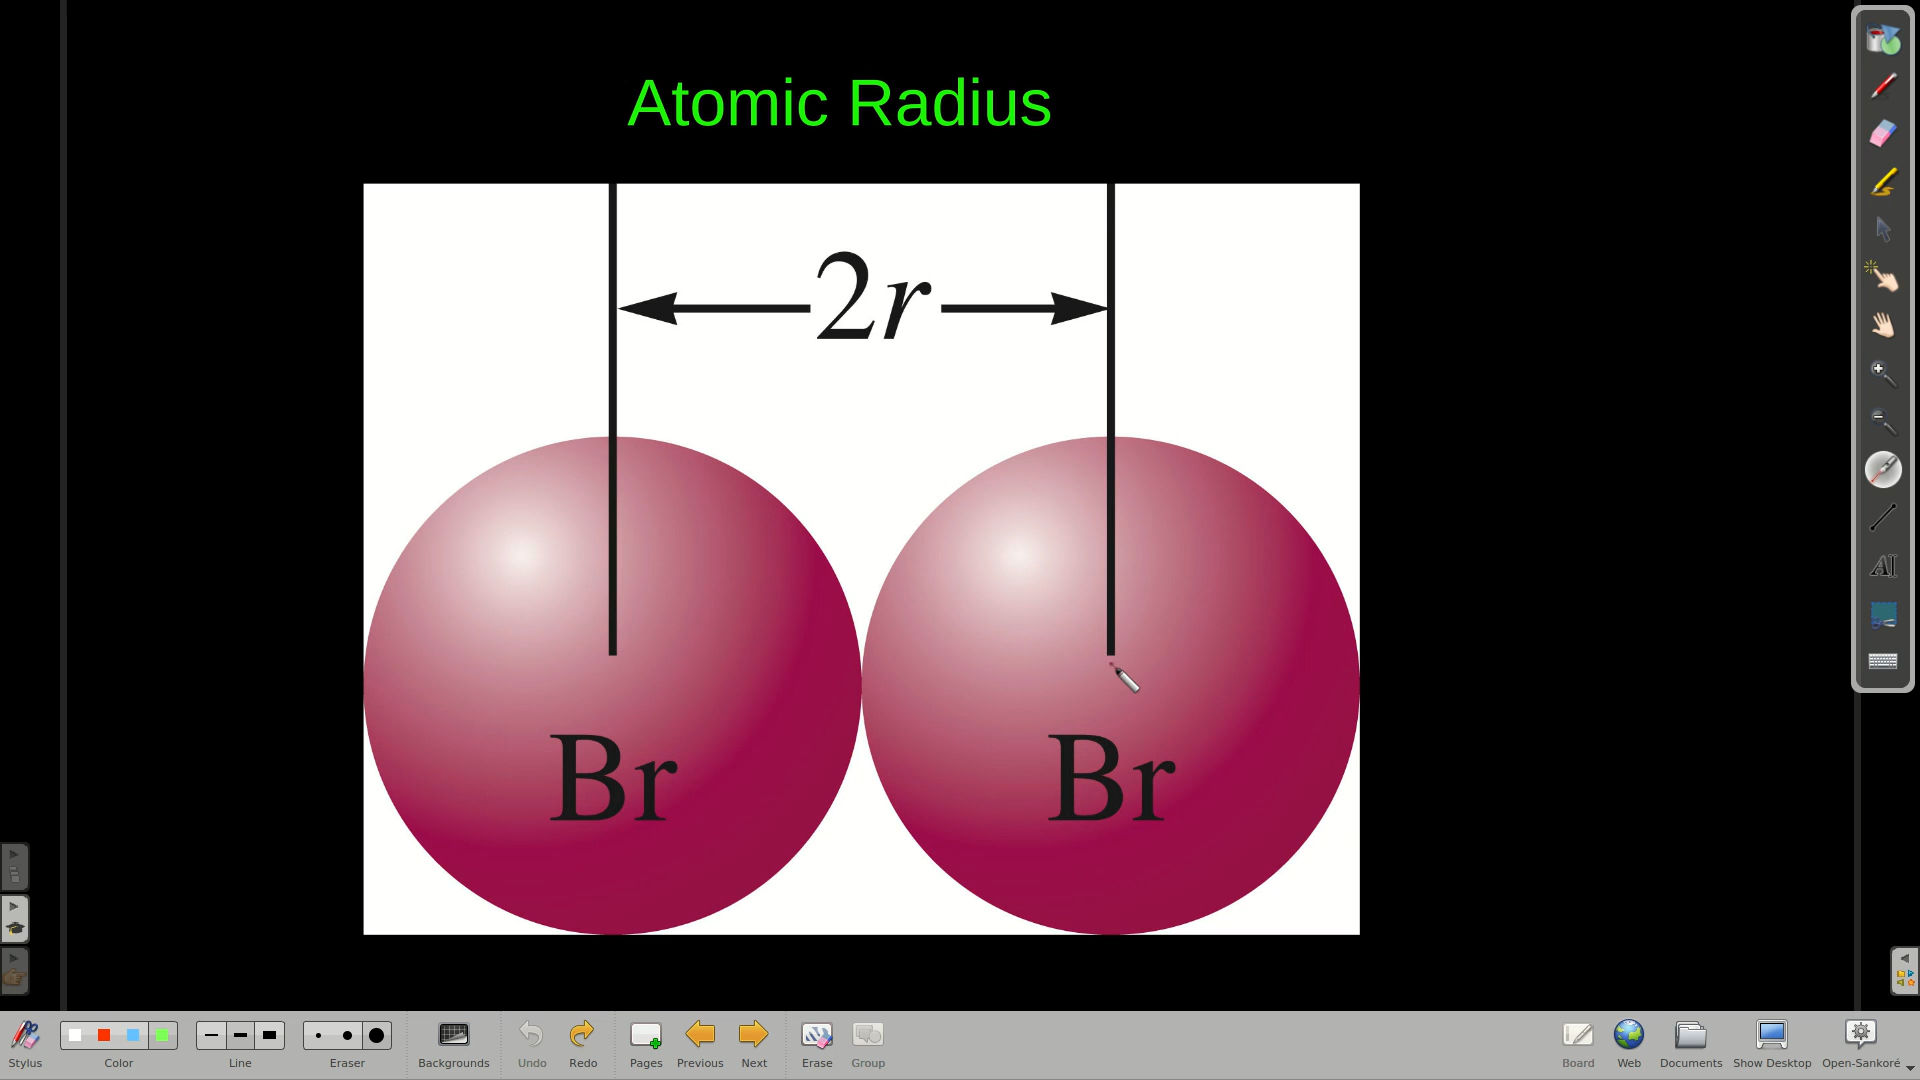 Atomic Radius
2r
Br Br
Stylus Color Line Eraser Backgrounds Undo Redo Pages Previous Next Erase Group Board Web Documents Show Desktop Open-Sankoré